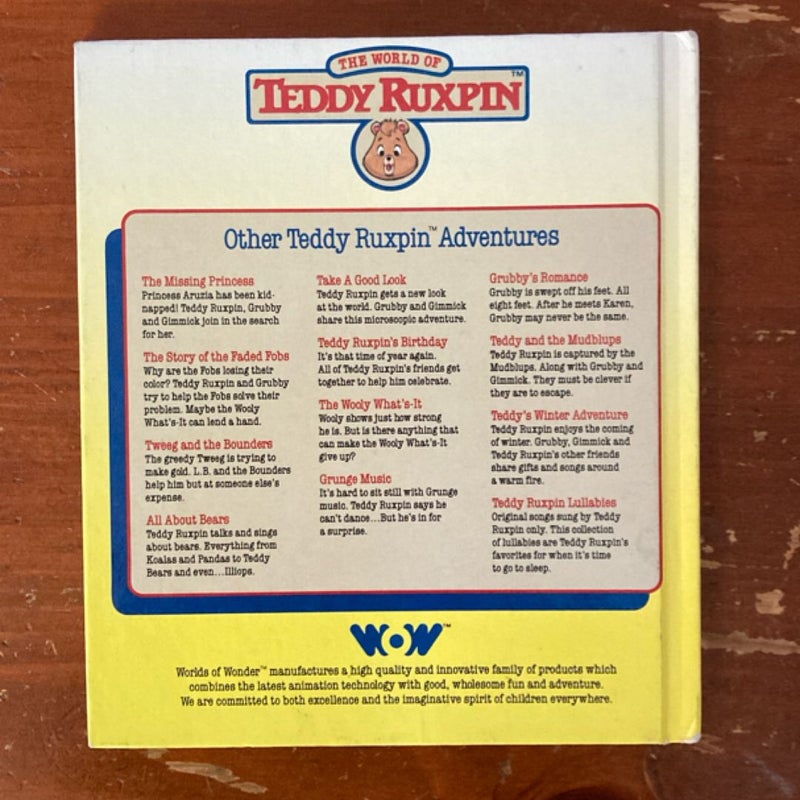 THE WORLD OF
TEDDY RUXPIN™
Other Teddy Ruxpin™ Adventures
The Missing Princess
Princess Aruzia has been kid-
napped! Teddy Ruxpin, Grubby
and Gimmick join in the search
for her.
The Story of the Faded Fobs
Why are the Fobs losing their
color? Teddy Ruxpin and Grubby
try to help the Fobs solve their
problem. Maybe the Wooly
What's-It can lend a hand.
Tweeg and the Bounders
The greedy Tweeg is trying to
make gold. L.B. and the Bounders
help him but at someone else's
expense.
All About Bears
Teddy Ruxpin talks and sings
about bears. Everything from
Koalas and Pandas to Teddy
Bears and even...Illiops.
Take A Good Look
Teddy Ruxpin gets a new look
at the world. Grubby and Gimmick
share this microscopic adventure.
Teddy Ruxpin's Birthday
It's that time of year again.
All of Teddy Ruxpin's friends get
together to help him celebrate.
The Wooly What's-It
Wooly shows just how strong
he is. But is there anything that
can make the Wooly What's-It
give up?
Grunge Music
It's hard to sit still with Grunge
music. Teddy Ruxpin says he
can't dance...But he's in for
a surprise.
Grubby's Romance
Grubby is swept off his feet. All
eight feet. After he meets Karen,
Grubby may never be the same.
Teddy and the Mudblups
Teddy Ruxpin is captured by the
Mudblups. Along with Grubby and
Gimmick. They must be clever if
they are to escape.
Teddy's Winter Adventure
Teddy Ruxpin enjoys the coming
of winter. Grubby, Gimmick and
Teddy Ruxpin's other friends
share gifts and songs around
a warm fire.
Teddy Ruxpin Lullabies
Original songs sung by Teddy
Ruxpin only. This collection
of lullabies are Teddy Ruxpin's
favorites for when it's time
to go to sleep.
WOW™
Worlds of Wonder™ manufactures a high quality and innovative family of products which
combines the latest animation technology with good, wholesome fun and adventure.
We are committed to both excellence and the imaginative spirit of children everywhere.